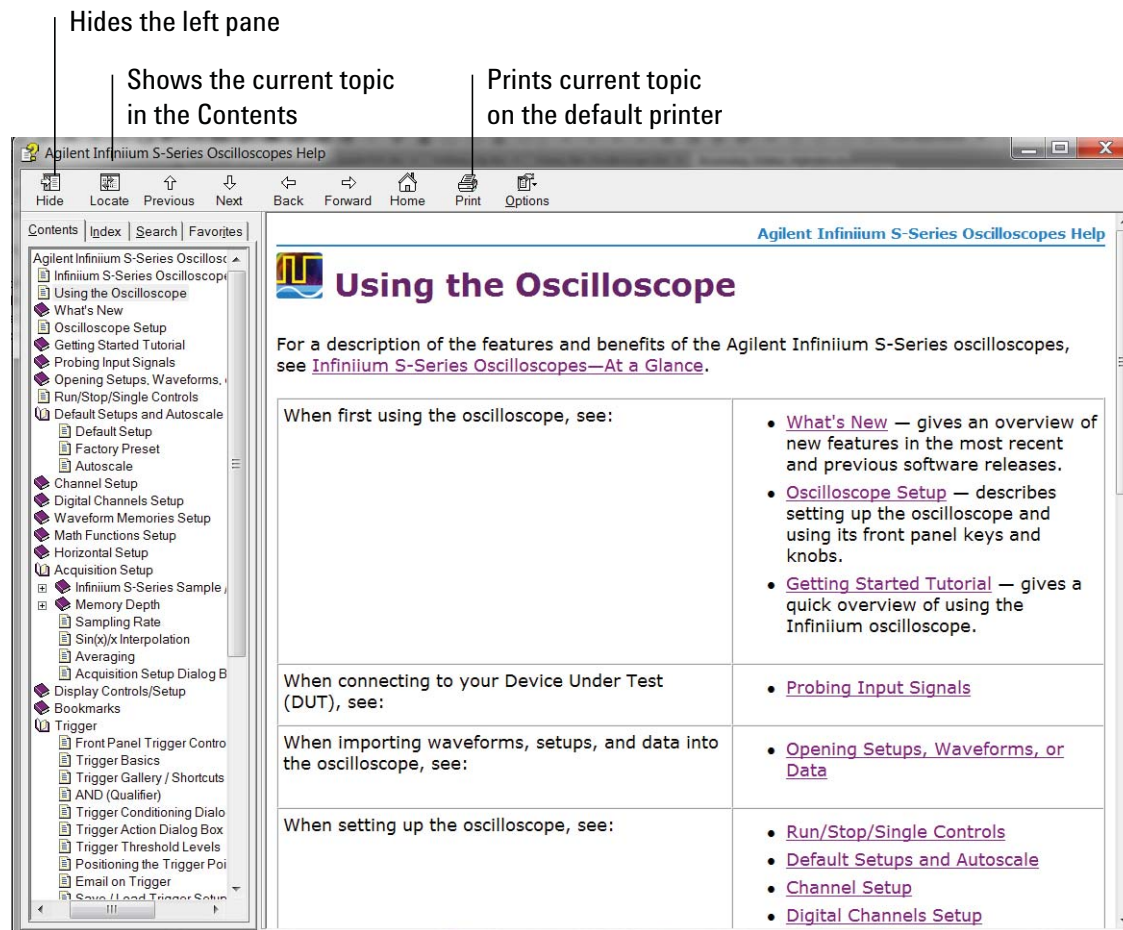 Hides the left pane
Shows the current topic
in the Contents
Prints current topic
on the default printer
Agilent Infiniium S-Series Oscilloscopes Help
Hide Locate Previous Next Back Forward Home Print Options
Contents Index Search Favorites
Agilent Infiniium S-Series Oscillosc
Infiniium S-Series Oscilloscope
Using the Oscilloscope
What's New
Oscilloscope Setup
Getting Started Tutorial
Probing Input Signals
Opening Setups, Waveforms,
Run/Stop/Single Controls
Default Setups and Autoscale
Default Setup
Factory Preset
Autoscale
Channel Setup
Digital Channels Setup
Waveform Memories Setup
Math Functions Setup
Horizontal Setup
Acquisition Setup
Infiniium S-Series Sample /
Memory Depth
Sampling Rate
Sin(x)/x Interpolation
Averaging
Acquisition Setup Dialog B
Display Controls/Setup
Bookmarks
Trigger
Front Panel Trigger Contro
Trigger Basics
Trigger Gallery / Shortcuts
AND (Qualifier)
Trigger Conditioning Dialo
Trigger Action Dialog Box
Trigger Threshold Levels
Positioning the Trigger Poi
Email on Trigger
Save / Load Trigger Setup
Agilent Infiniium S-Series Oscilloscopes Help
Using the Oscilloscope
For a description of the features and benefits of the Agilent Infiniium S-Series oscilloscopes,
see Infiniium S-Series Oscilloscopes—At a Glance.
When first using the oscilloscope, see:
• What's New — gives an overview of
new features in the most recent
and previous software releases.
• Oscilloscope Setup — describes
setting up the oscilloscope and
using its front panel keys and
knobs.
• Getting Started Tutorial — gives a
quick overview of using the
Infiniium oscilloscope.
When connecting to your Device Under Test
(DUT), see:
• Probing Input Signals
When importing waveforms, setups, and data into
the oscilloscope, see:
• Opening Setups, Waveforms, or
Data
When setting up the oscilloscope, see:
• Run/Stop/Single Controls
• Default Setups and Autoscale
• Channel Setup
• Digital Channels Setup